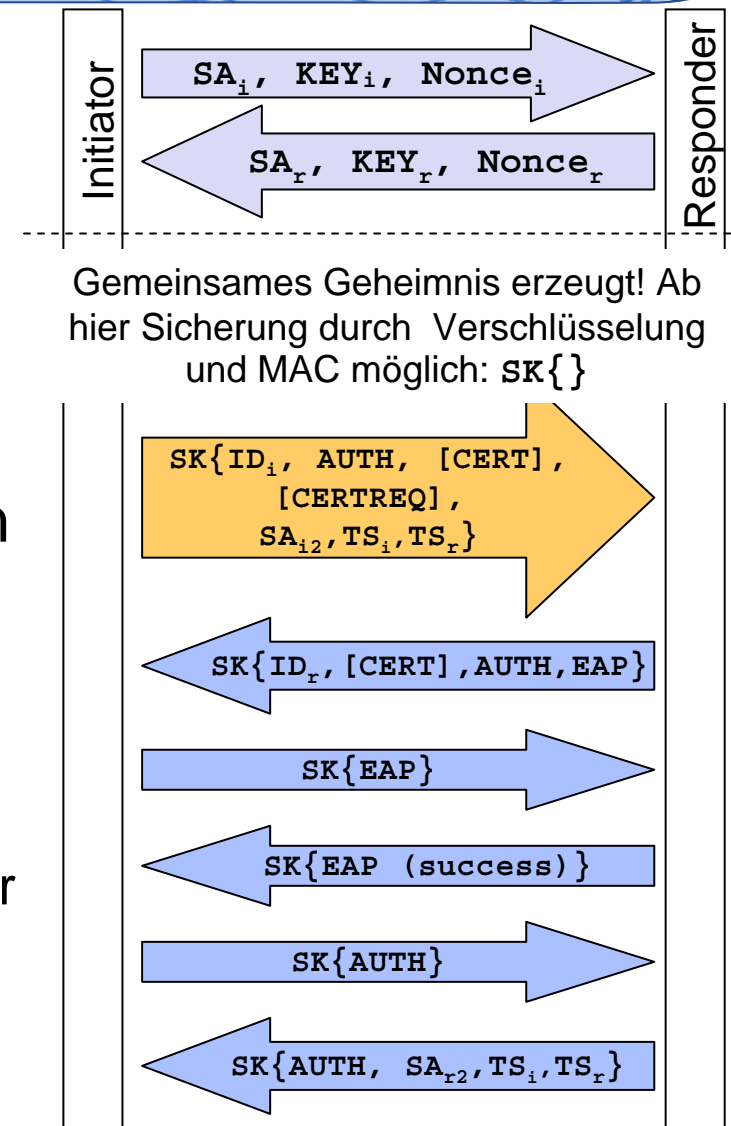 Initiator
Responder
SAᵢ, KEYᵢ, Nonceᵢ
SAᵣ, KEYᵣ, Nonceᵣ
Gemeinsames Geheimnis erzeugt! Ab
hier Sicherung durch Verschlüsselung
und MAC möglich: SK{}
SK{IDᵢ, AUTH, [CERT],
[CERTREQ],
SAᵢ₂,TSᵢ,TSᵣ}
n
SK{IDᵣ,[CERT],AUTH,EAP}
SK{EAP}
SK{EAP (success)}
r
SK{AUTH}
SK{AUTH, SAᵣ₂,TSᵢ,TSᵣ}